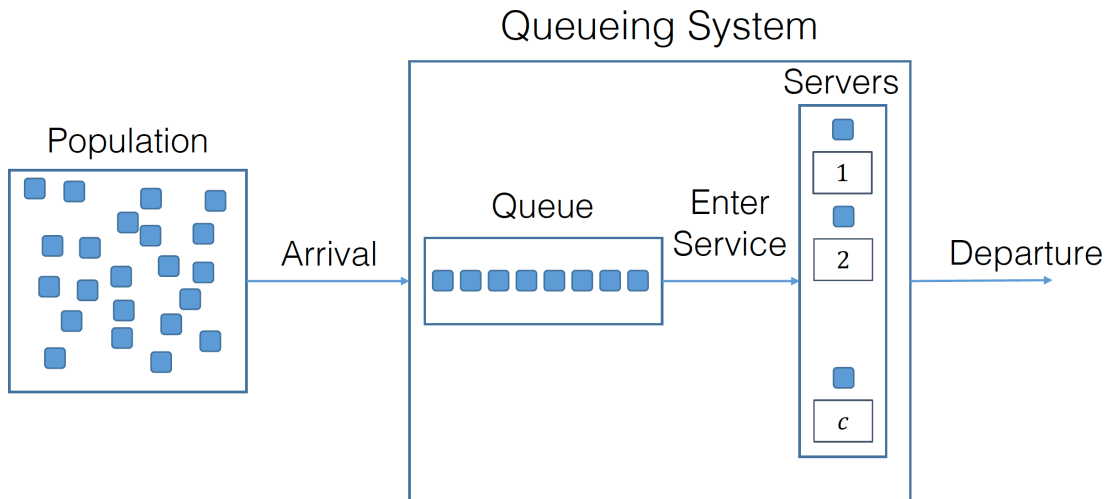 Queueing System
Population
Arrival
Queue
Enter
Service
Servers
1
2
c
Departure